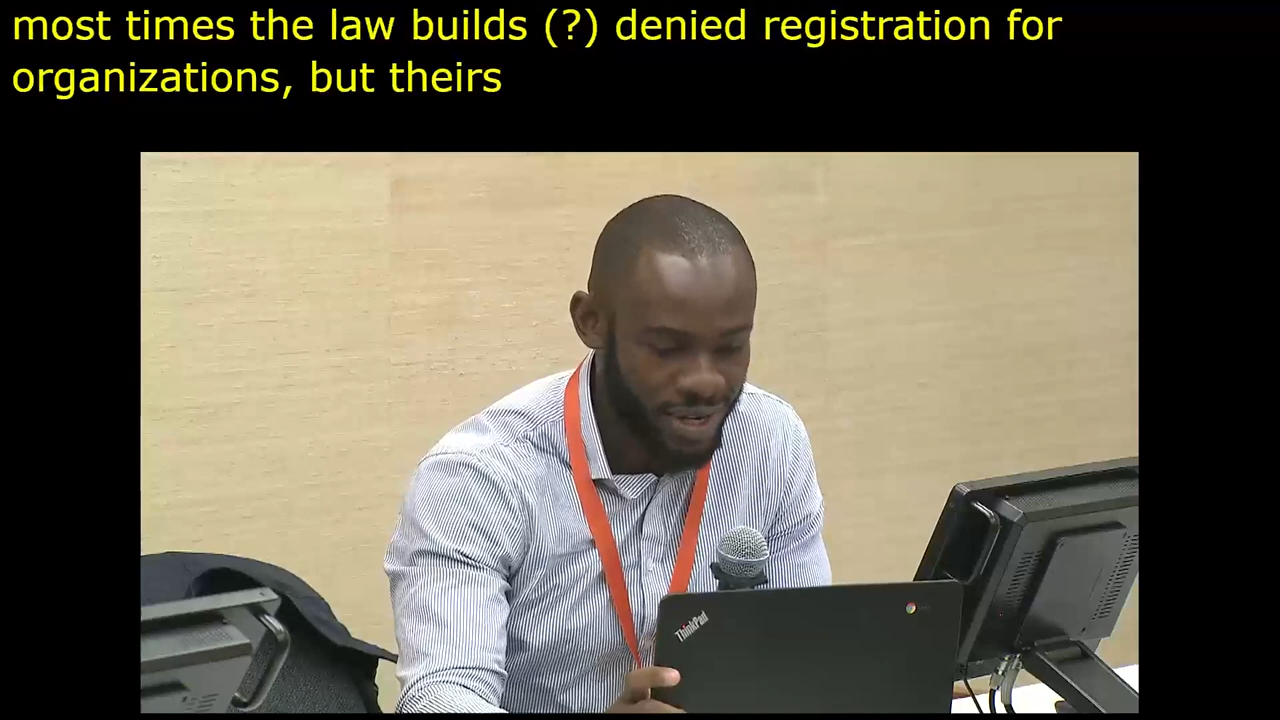 most times the law builds (?) denied registration for
organizations, but theirs
ThinkPad